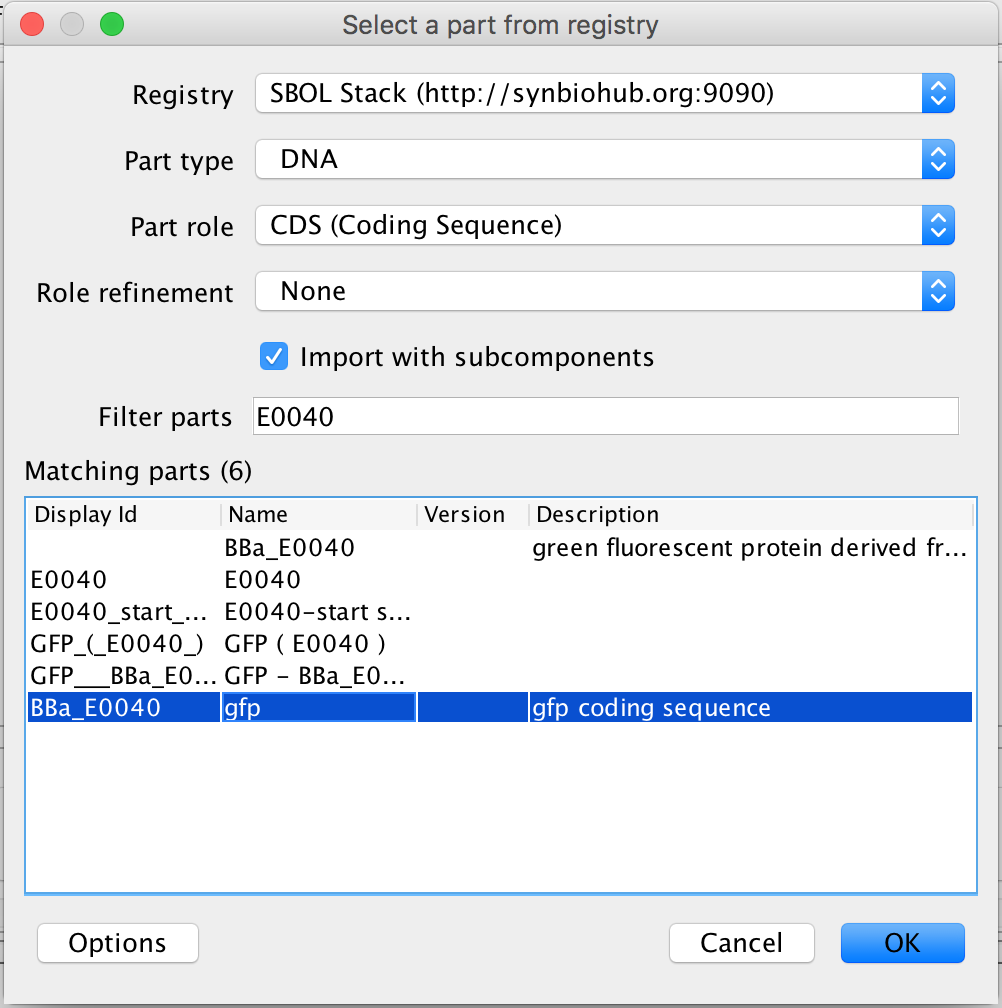 Select a part from registry
Registry SBOL Stack (http://synbiohub.org:9090)
Part type DNA
Part role CDS (Coding Sequence)
Role refinement None
Import with subcomponents
Filter parts E0040
Matching parts (6)
Display Id Name Version Description
BBa_E0040 green fluorescent protein derived fr...
E0040 E0040
E0040_start_... E0040-start s...
GFP_(_E0040_) GFP ( E0040 )
GFP___BBa_E0... GFP - BBa_E0...
BBa_E0040 gfp gfp coding sequence
Options Cancel OK